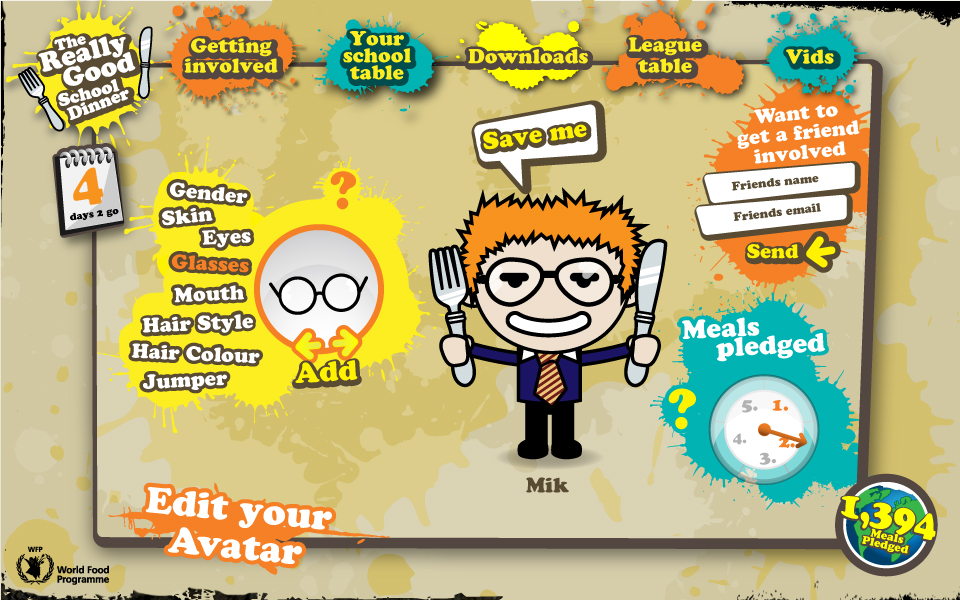 The
Really
Good
School
Dinner
Getting
involved
Your
school
table
Downloads
League
table
Vids
4
days 2 go
Gender
Skin
Eyes
Glasses
Mouth
Hair Style
Hair Colour
Jumper
?
Add
Save me
Mik
Want to
get a friend
involved
Friends name
Friends email
Send
Meals
pledged
?
5. 1.
4. 2.
3.
1,394
Meals
Pledged
Edit your
Avatar
WFP
World Food
Programme